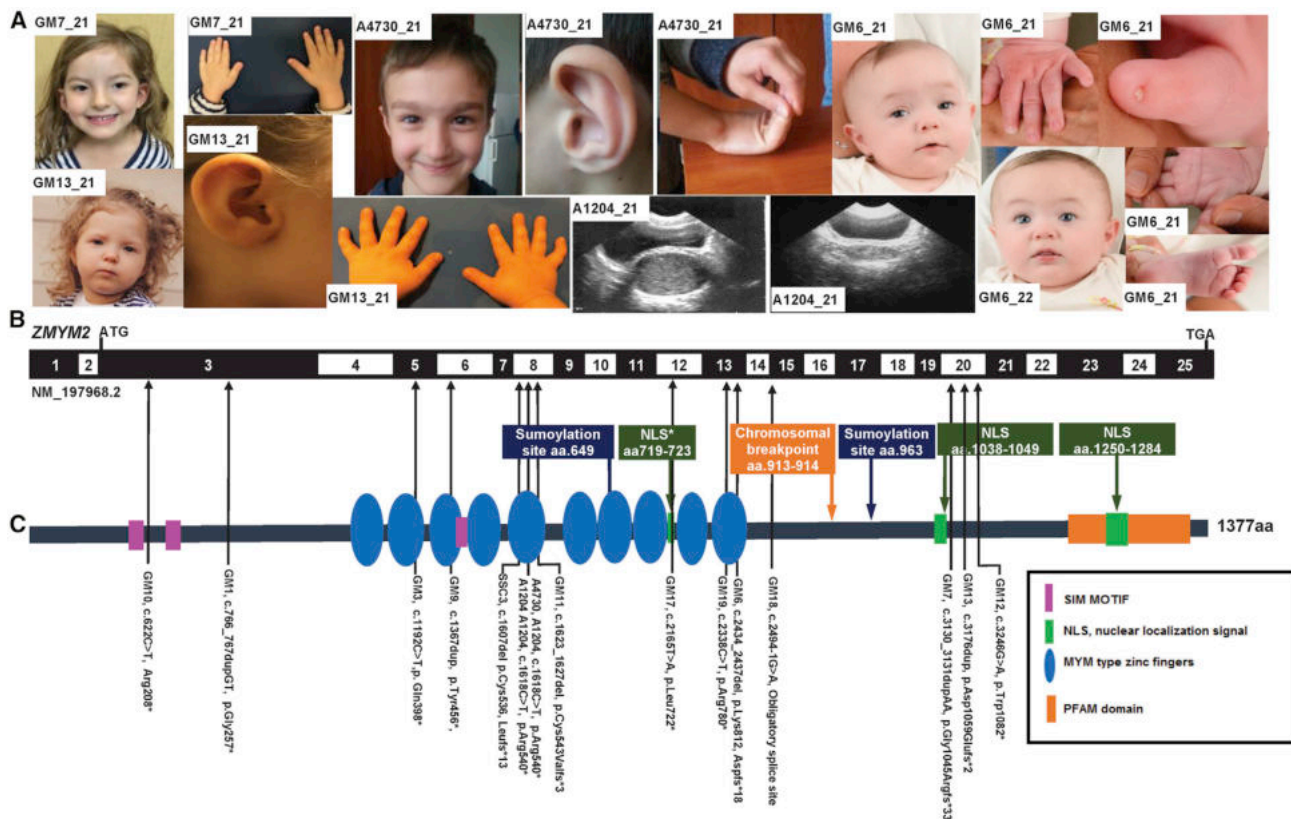 A
GM7_21
GM7_21
A4730_21
A4730_21
A4730_21
GM6_21
GM6_21
GM6_21
GM13_21
GM13_21
GM13_21
A1204_21
A1204_21
GM6_22
GM6_21
GM6_21
B
ZMYM2
ATG
TGA
1 2 3 4 5 6 7 8 9 10 11 12 13 14 15 16 17 18 19 20 21 22 23 24 25
NM_197968.2
Sumoylation
site aa.649
NLS*
aa719-723
Chromosomal
breakpoint
aa.913-914
Sumoylation
site aa.963
NLS
aa.1038-1049
NLS
aa.1250-1284
C
1377aa
GM10, c.622C>T, Arg208*
GM1, c.766_767dupGT, p.Gly257*
GM3, c.1192C>T,p. Gln398*
GM9, c.1367dup, p.Tyr456*,
SSC3, c.1607del p.Cys536, Leufs*13
A1204 A1204, c.1618C>T, p.Arg540*
A4730, A1204, c.1618C>T, p.Arg540*
GM11, c.1623_1627del, p.Cys543Valfs*3
GM17, c.2165T>A, p.Leu722*
GM19, c.2338C>T, p.Arg780*
GM6, c.2434_2437del, p.Lys812, Aspfs*18
GM18, c.2494-1G>A, Obligatory splice site
GM7, c.3130_3131dupAA, p.Gly1045Argfs*33
GM13, c.3176dup, p.Asp1059Glufs*2
GM12, c.3246G>A, p.Trp1082*
SIM MOTIF
NLS, nuclear localization signal
MYM type zinc fingers
PFAM domain